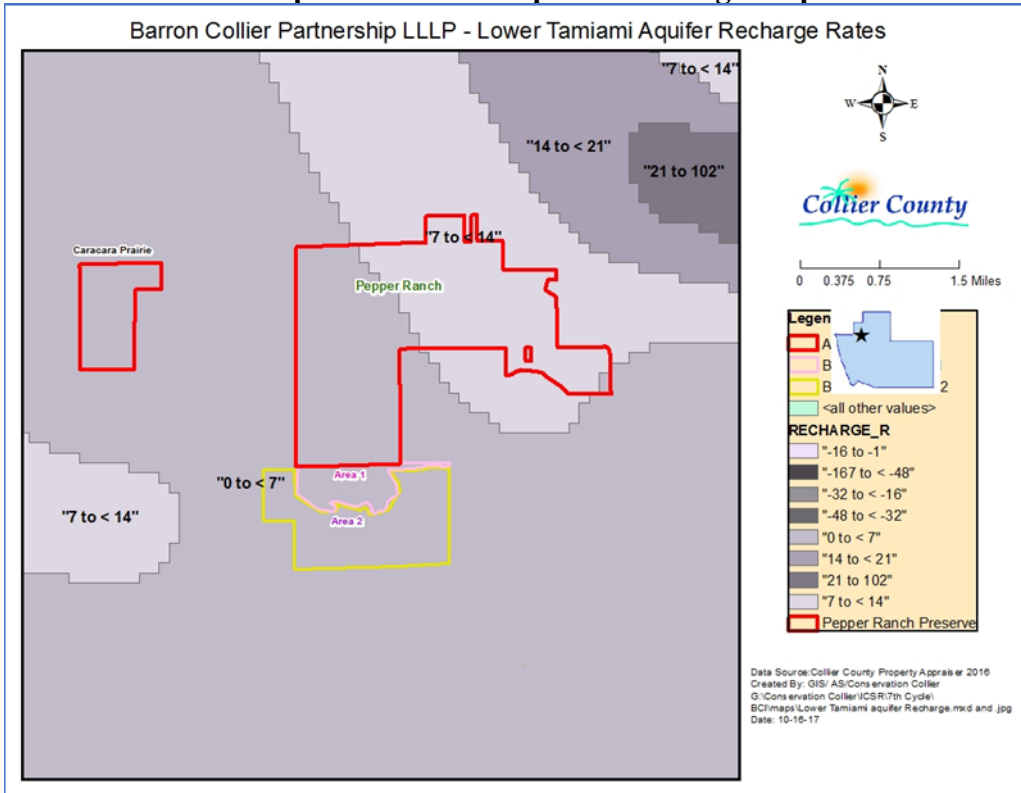 Barron Collier Partnership LLLP - Lower Tamiami Aquifer Recharge Rates
"7 to < 14"
"14 to < 21"
"21 to 102"
"7 to < 14"
Caracara Prairie
Pepper Ranch
"0 to < 7"
Area 1
Area 2
"7 to < 14"
N
W E
S
Collier County
0 0.375 0.75 1.5 Miles
Legen
A
B
B 2
<all other values>
RECHARGE_R
"-16 to -1"
"-167 to < -48"
"-32 to < -16"
"-48 to < -32"
"0 to < 7"
"14 to < 21"
"21 to 102"
"7 to < 14"
Pepper Ranch Preserve
Data Source:Collier County Property Appraiser 2016
Created By: GIS/ AS/Conservation Collier
G:\Conservation Collier\ICSR\7th Cycle\
BCI\maps\Lower Tamiami aquifer Recharge.mxd and .jpg
Date: 10-16-17